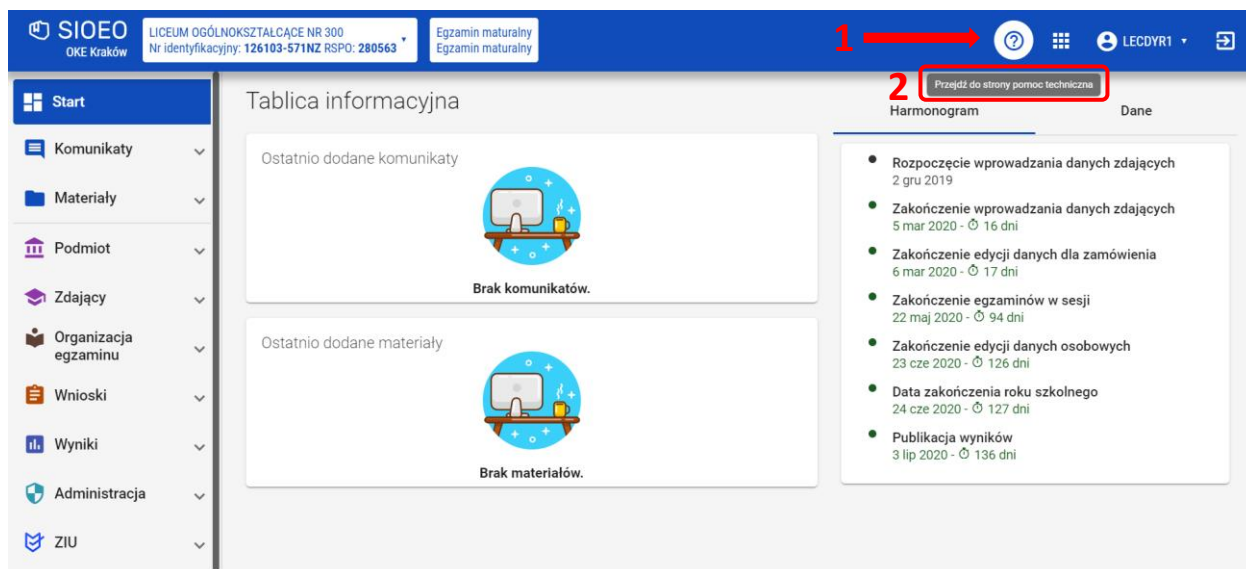 SIOEO
OKE Kraków
LICEUM OGÓLNOKSZTAŁCĄCE NR 300
Nr identyfikacyjny: 126103-571NZ RSPO: 280563
Egzamin maturalny
Egzamin maturalny
1
LECDYR1
2
Przejdź do strony pomoc techniczna
Start
Komunikaty
Materiały
Podmiot
Zdający
Organizacja
egzaminu
Wnioski
Wyniki
Administracja
ZIU
Tablica informacyjna
Ostatnio dodane komunikaty
Brak komunikatów.
Ostatnio dodane materiały
Brak materiałów.
Harmonogram
Dane
Rozpoczęcie wprowadzania danych zdających
2 gru 2019
Zakończenie wprowadzania danych zdających
5 mar 2020 - 16 dni
Zakończenie edycji danych dla zamówienia
6 mar 2020 - 17 dni
Zakończenie egzaminów w sesji
22 maj 2020 - 94 dni
Zakończenie edycji danych osobowych
23 cze 2020 - 126 dni
Data zakończenia roku szkolnego
24 cze 2020 - 127 dni
Publikacja wyników
3 lip 2020 - 136 dni